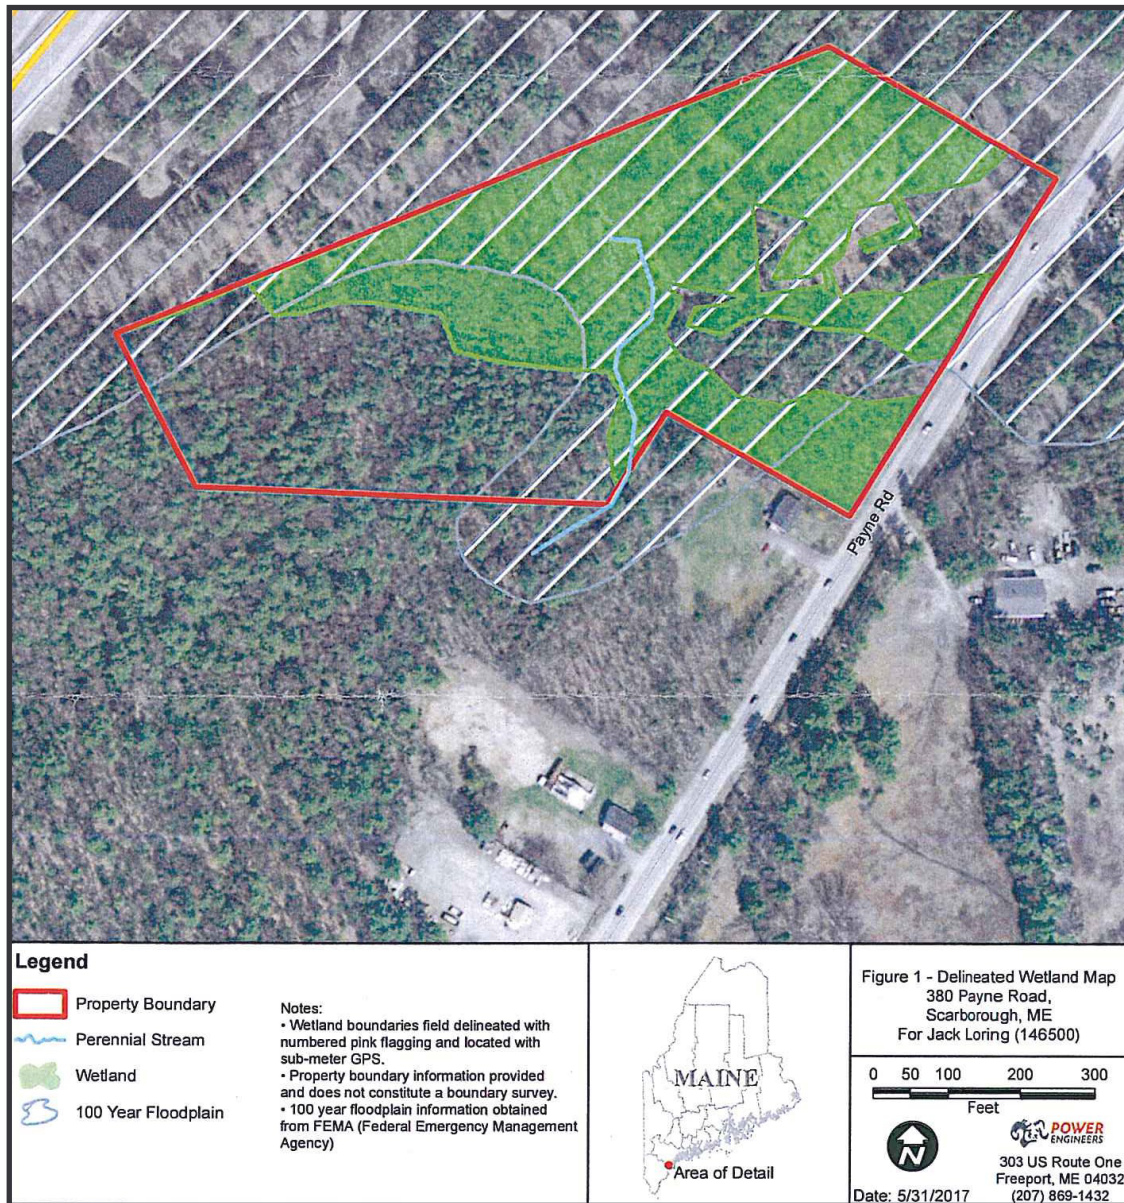 Payne Rd
Legend
Property Boundary
Perennial Stream
Wetland
100 Year Floodplain
Notes:
• Wetland boundaries field delineated with
numbered pink flagging and located with
sub-meter GPS.
• Property boundary information provided
and does not constitute a boundary survey.
• 100 year floodplain information obtained
from FEMA (Federal Emergency Management
Agency)
MAINE
Area of Detail
Figure 1 - Delineated Wetland Map
380 Payne Road,
Scarborough, ME
For Jack Loring (146500)
0 50 100 200 300
Feet
N
POWER
ENGINEERS
303 US Route One
Freeport, ME 04032
Date: 5/31/2017 (207) 869-1432